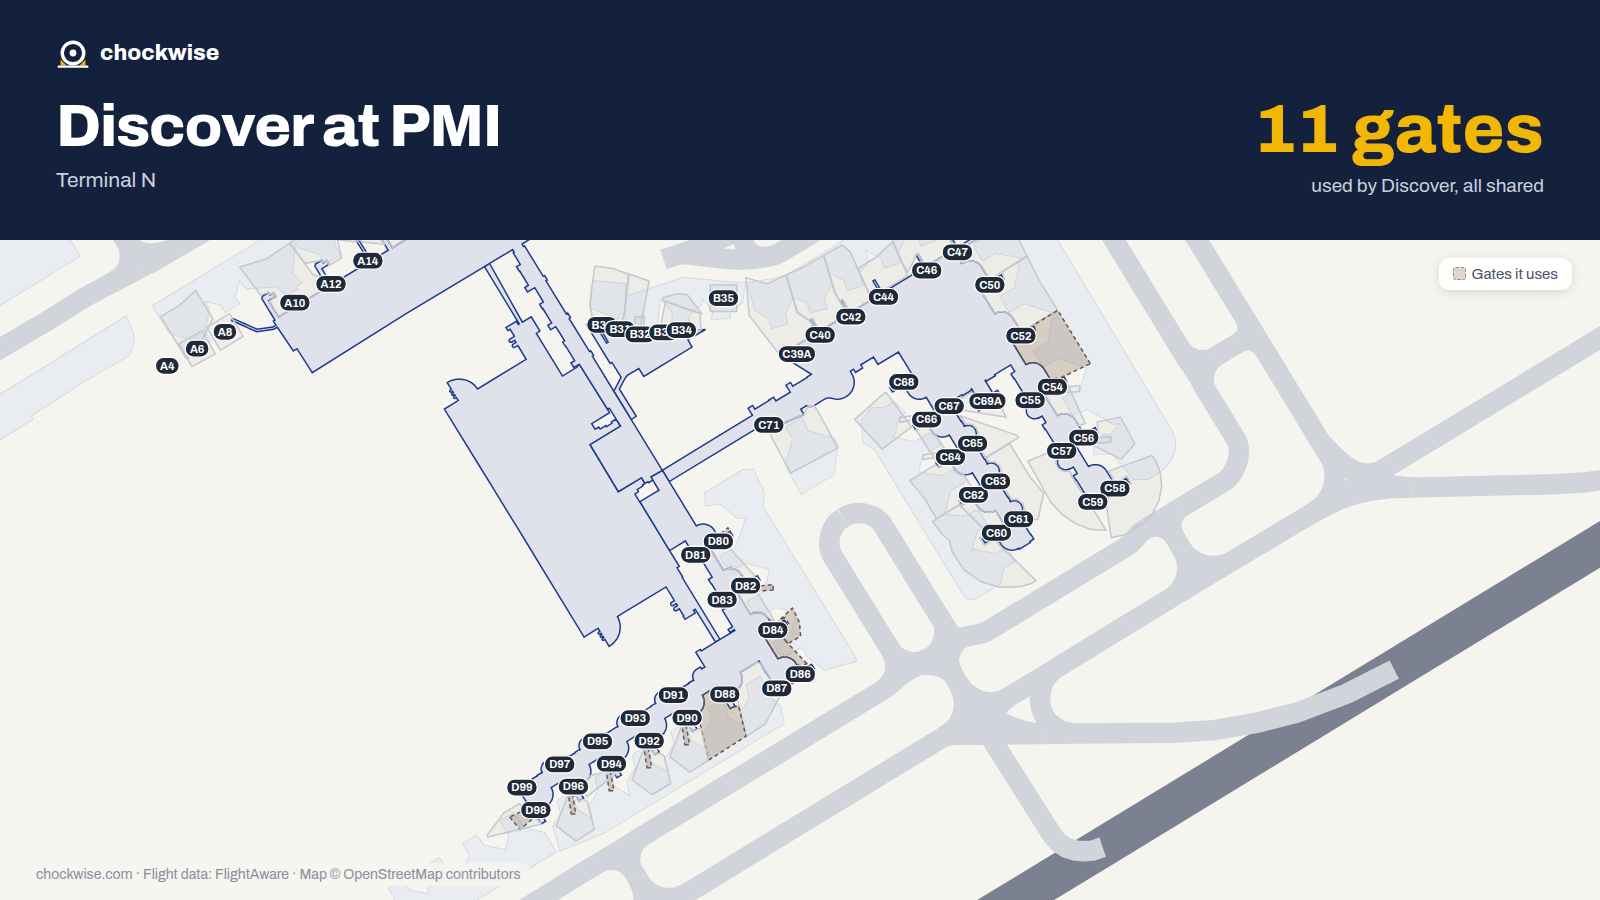 chockwise
Discover at PMI
Terminal N
11 gates
used by Discover, all shared
Gates it uses
C47
A14
C46
A12
C50
C44
B35
A10
C42
B34
A8
C40
C52
A6
C39A
A4
C68
C54
C69A
C55
C67
C66
C71
C56
C65
C57
C64
C63
C58
C62
C59
C61
C60
D80
D81
D82
D83
D84
D86
D87
D88
D91
D90
D93
D92
D95
D94
D97
D96
D99
D98
B32
chockwise.com · Flight data: FlightAware · Map © OpenStreetMap contributors